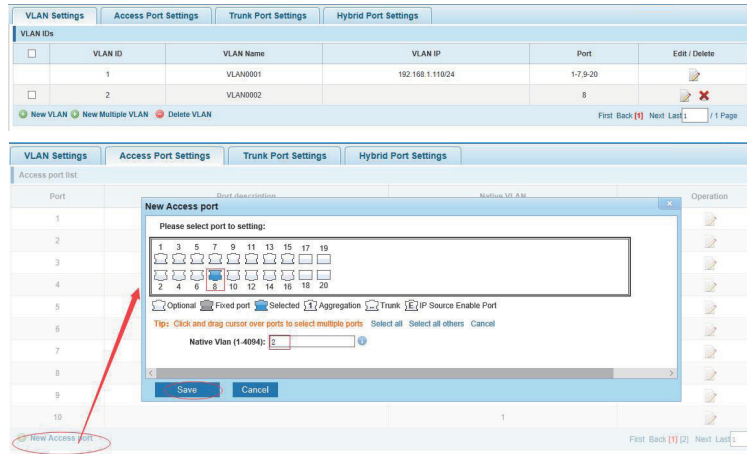 VLAN Settings Access Port Settings Trunk Port Settings Hybrid Port Settings
VLAN IDs
VLAN ID VLAN Name VLAN IP Port Edit / Delete
1 VLAN0001 192.168.1.110/24 1-7,9-20
2 VLAN0002 8
New VLAN New Multiple VLAN Delete VLAN First Back [1] Next Last 1 / 1 Page
VLAN Settings Access Port Settings Trunk Port Settings Hybrid Port Settings
Access port list
Port Port description Native VLAN Operation
1
2
3
4
5
6
7
8
9
10 1
New Access port First Back [1] [2] Next Last 1
New Access port
Please select port to setting:
1 3 5 7 9 11 13 15 17 19
2 4 6 8 10 12 14 16 18 20
Optional Fixed port Selected 1 Aggregation Trunk E IP Source Enable Port
Tip: Click and drag cursor over ports to select multiple ports Select all Select all others Cancel
Native Vlan (1-4094): 2
Save Cancel